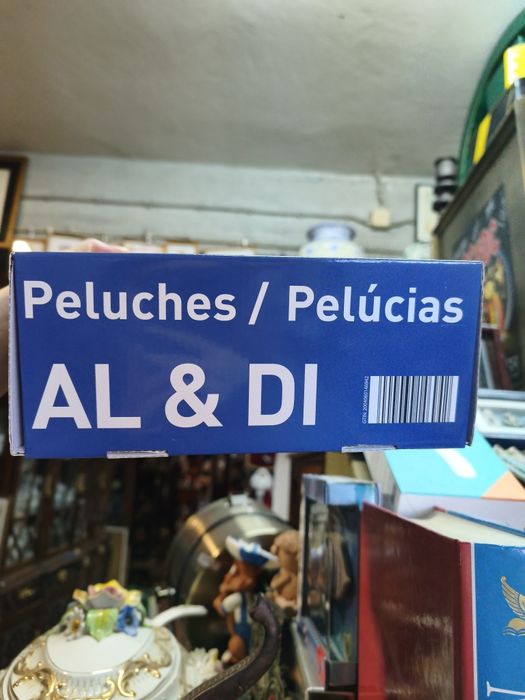 Peluches / Pelúcias
AL & DI